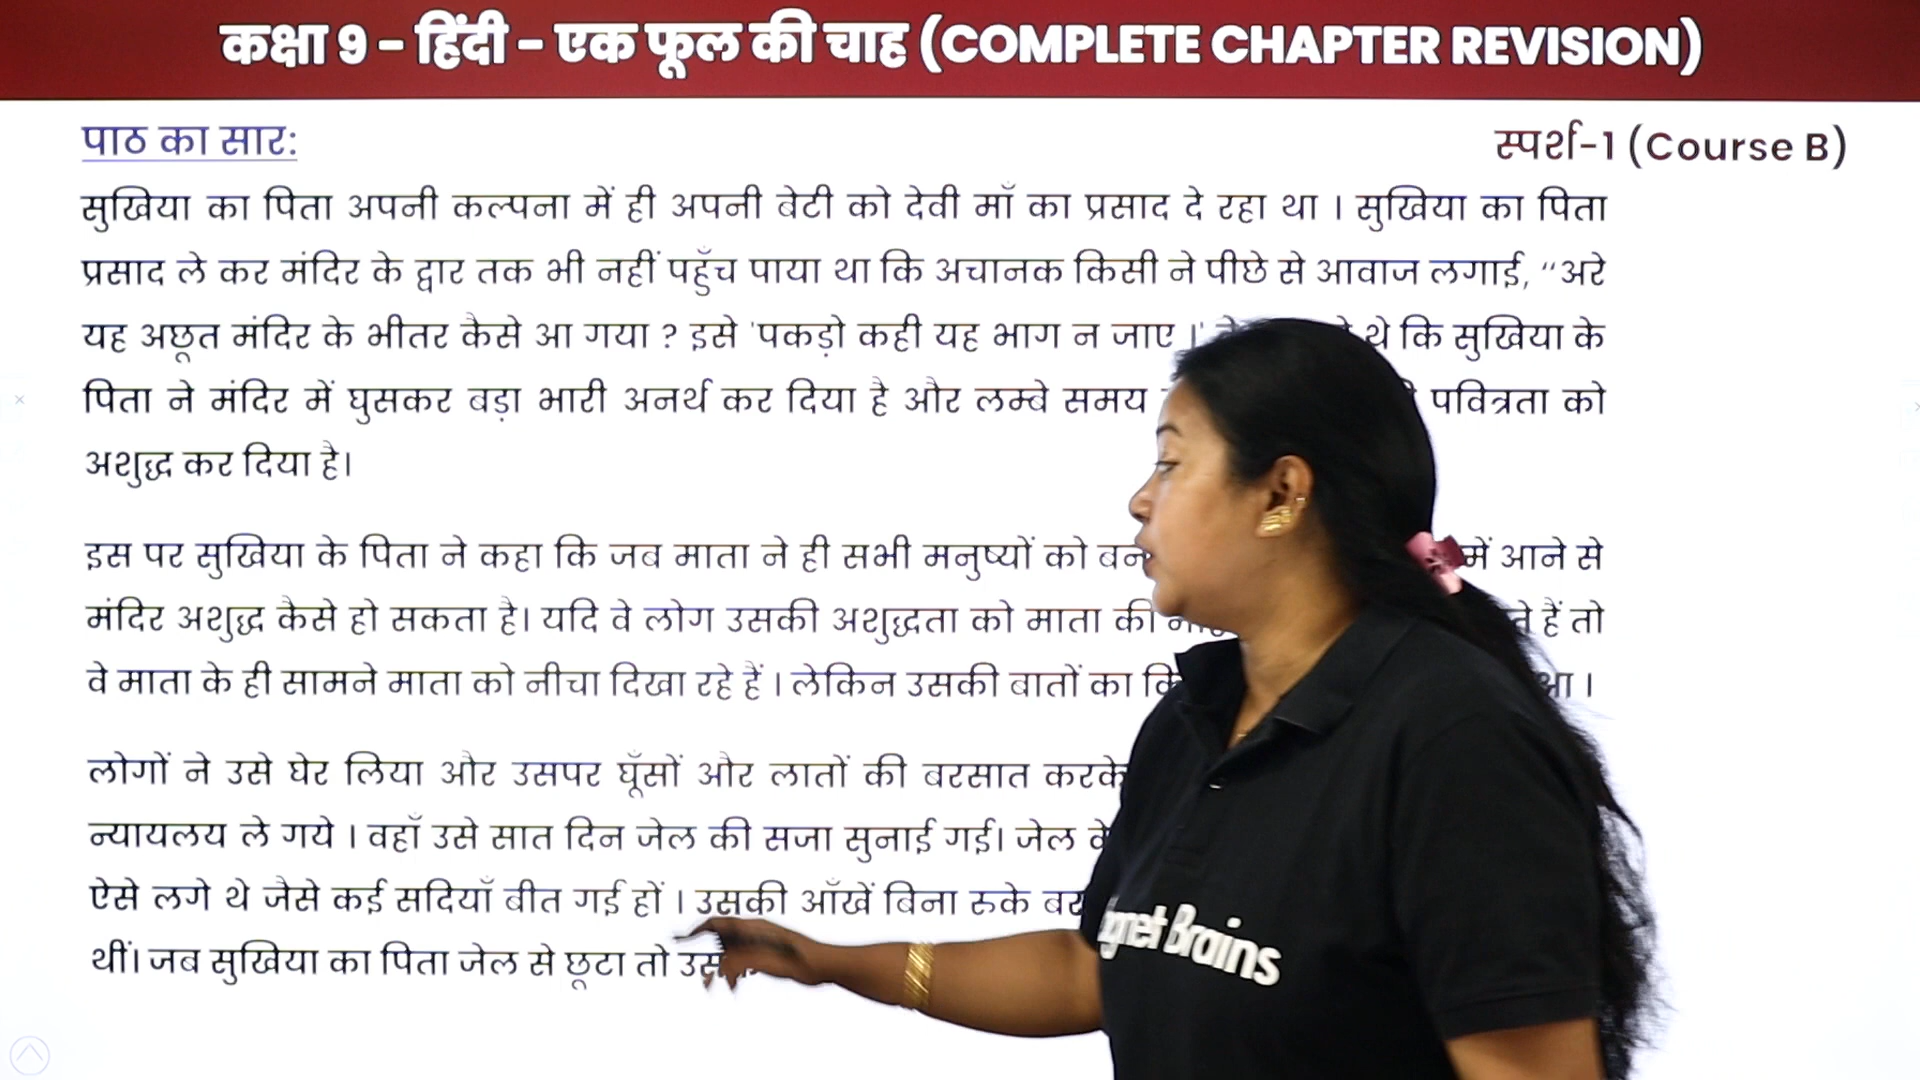 कक्षा 9 – हिंदी – एक फूल की चाह (COMPLETE CHAPTER REVISION)
पाठ का सार:
स्पर्श-1 (Course B)
सुखिया का पिता अपनी कल्पना में ही अपनी बेटी को देवी माँ का प्रसाद दे रहा था । सुखिया का पिता
प्रसाद ले कर मंदिर के द्वार तक भी नहीं पहुँच पाया था कि अचानक किसी ने पीछे से आवाज लगाई, “अरे
यह अछूत मंदिर के भीतर कैसे आ गया ? इसे 'पकड़ो कही यह भाग न जाए ।' थे कि सुखिया के
पिता ने मंदिर में घुसकर बड़ा भारी अनर्थ कर दिया है और लम्बे समय पवित्रता को
अशुद्ध कर दिया है।
इस पर सुखिया के पिता ने कहा कि जब माता ने ही सभी मनुष्यों को में आने से
मंदिर अशुद्ध कैसे हो सकता है। यदि वे लोग उसकी अशुद्धता को माता की हैं तो
वे माता के ही सामने माता को नीचा दिखा रहे हैं । लेकिन उसकी बातों का ।
लोगों ने उसे घेर लिया और उसपर घूँसों और लातों की बरसात करके
न्यायलय ले गये । वहाँ उसे सात दिन जेल की सजा सुनाई गई। जेल
ऐसे लगे थे जैसे कई सदियाँ बीत गई हों । उसकी आँखें बिना रुके
थीं। जब सुखिया का पिता जेल से छूटा तो
gnet Brains